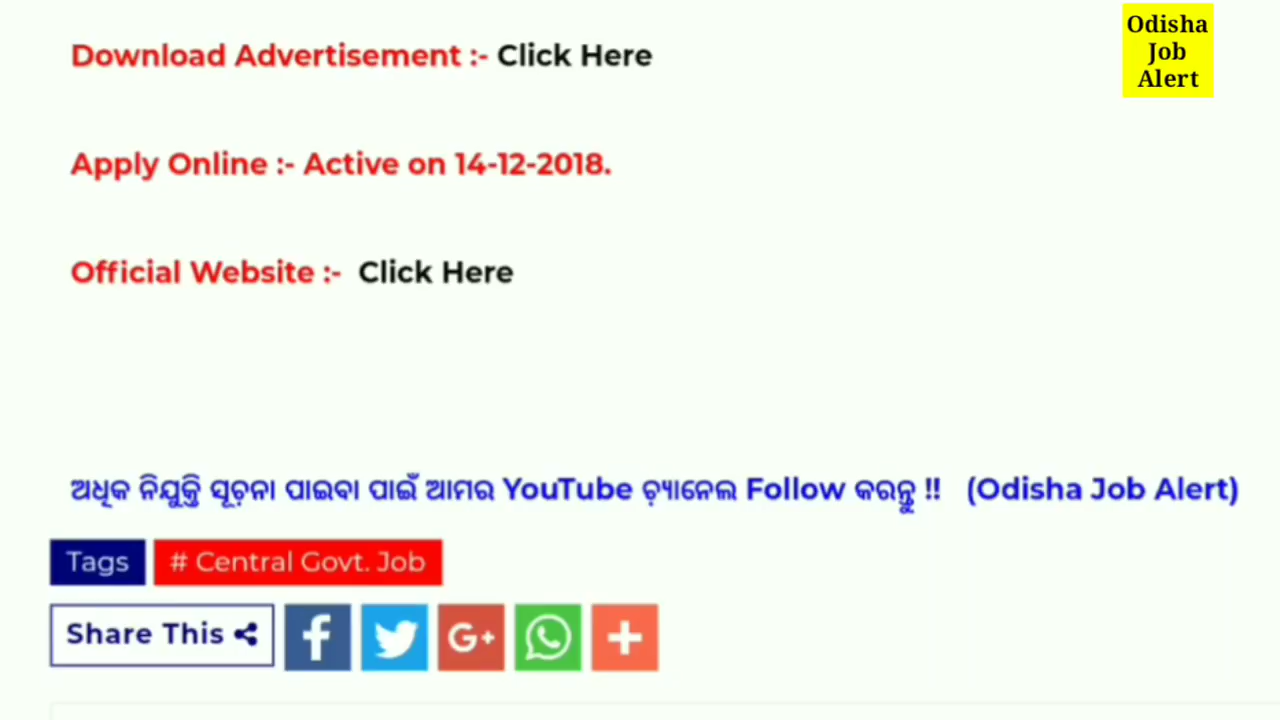 Odisha
Job
Alert
Download Advertisement :- Click Here
Apply Online :- Active on 14-12-2018.
Official Website :- Click Here
ଅଧିକ ନିଯୁକ୍ତି ସୂଚନା ପାଇବା ପାଇଁ ଆମର YouTube ଚ୍ୟାନେଲ Follow କରନ୍ତୁ !! (Odisha Job Alert)
Tags # Central Govt. Job
Share This